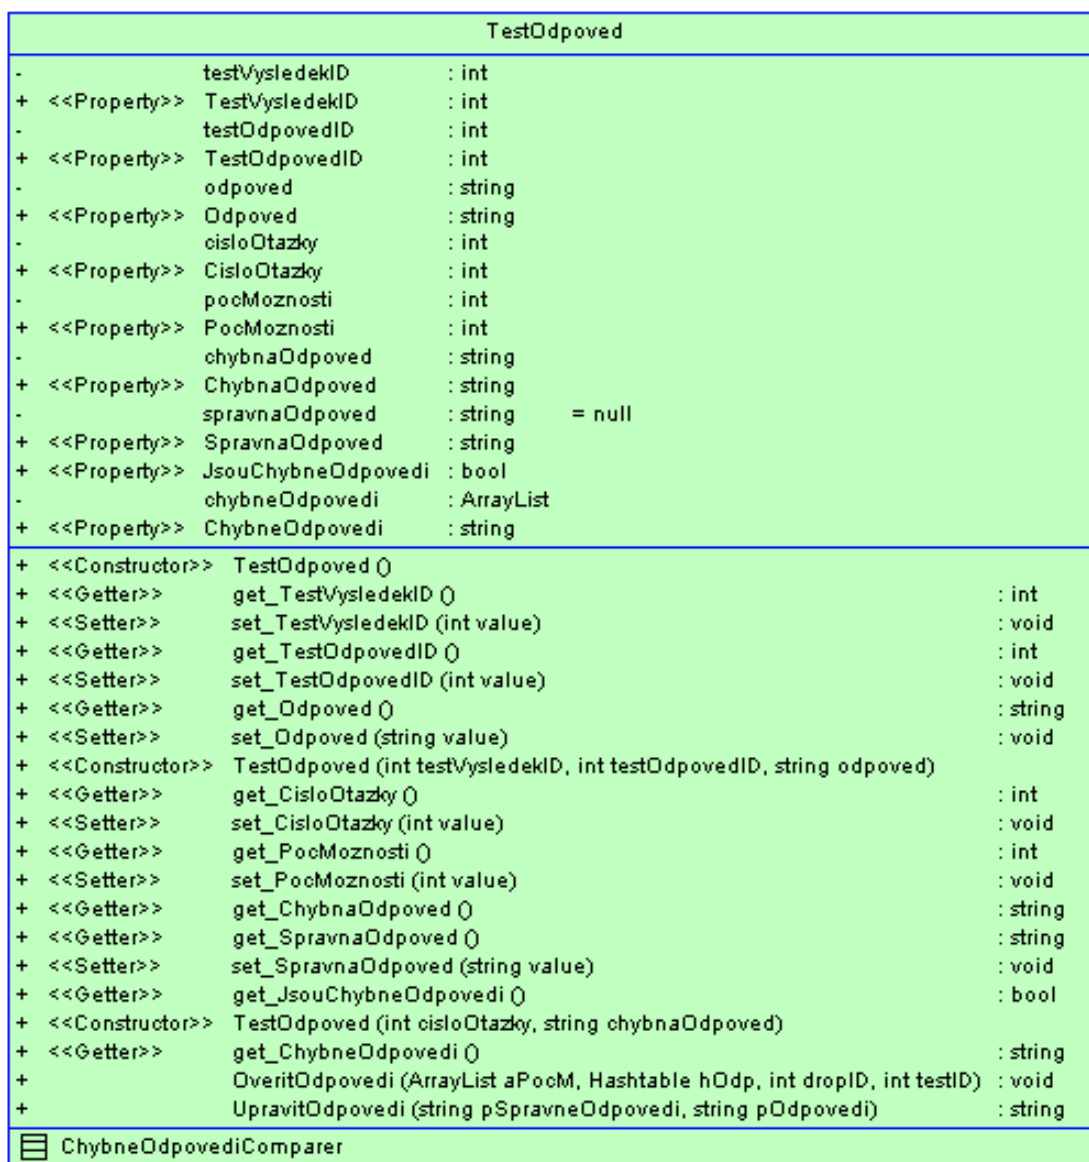 TestOdpoved
- testVysledekID : int
+ <<Property>> TestVysledekID : int
- testOdpovedID : int
+ <<Property>> TestOdpovedID : int
- odpoved : string
+ <<Property>> Odpoved : string
- cisloOtazky : int
+ <<Property>> CisloOtazky : int
- pocMoznosti : int
+ <<Property>> PocMoznosti : int
- chybnaOdpoved : string
+ <<Property>> ChybnaOdpoved : string
- spravnaOdpoved : string = null
+ <<Property>> SpravnaOdpoved : string
+ <<Property>> JsouChybneOdpovedi : bool
- chybneOdpovedi : ArrayList
+ <<Property>> ChybneOdpovedi : string
+ <<Constructor>> TestOdpoved ()
+ <<Getter>> get_TestVysledekID () : int
+ <<Setter>> set_TestVysledekID (int value) : void
+ <<Getter>> get_TestOdpovedID () : int
+ <<Setter>> set_TestOdpovedID (int value) : void
+ <<Getter>> get_Odpoved () : string
+ <<Setter>> set_Odpoved (string value) : void
+ <<Constructor>> TestOdpoved (int testVysledekID, int testOdpovedID, string odpoved)
+ <<Getter>> get_CisloOtazky () : int
+ <<Setter>> set_CisloOtazky (int value) : void
+ <<Getter>> get_PocMoznosti () : int
+ <<Setter>> set_PocMoznosti (int value) : void
+ <<Getter>> get_ChybnaOdpoved () : string
+ <<Getter>> get_SpravnaOdpoved () : string
+ <<Setter>> set_SpravnaOdpoved (string value) : void
+ <<Getter>> get_JsouChybneOdpovedi () : bool
+ <<Constructor>> TestOdpoved (int cisloOtazky, string chybnaOdpoved)
+ <<Getter>> get_ChybneOdpovedi () : string
+ OveritOdpovedi (ArrayList aPocM, Hashtable hOdp, int dropID, int testID) : void
+ UpravitOdpovedi (string pSpravneOdpovedi, string pOdpovedi) : string
ChybneOdpovediComparer